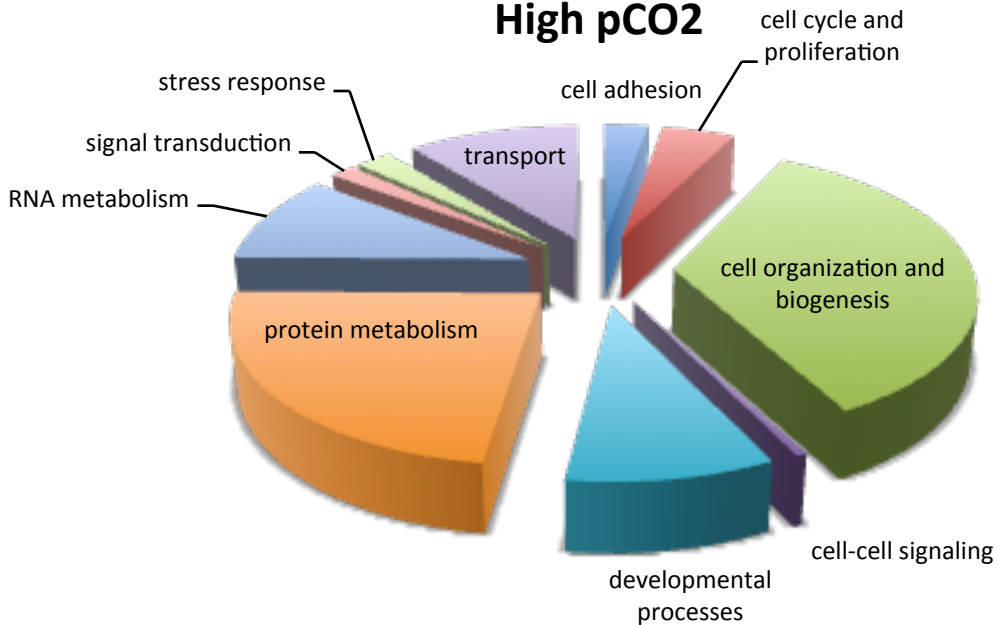 High pCO2
cell cycle and
proliferation
cell adhesion
stress response
signal transduction
transport
RNA metabolism
cell organization and
biogenesis
protein metabolism
cell-cell signaling
developmental
processes